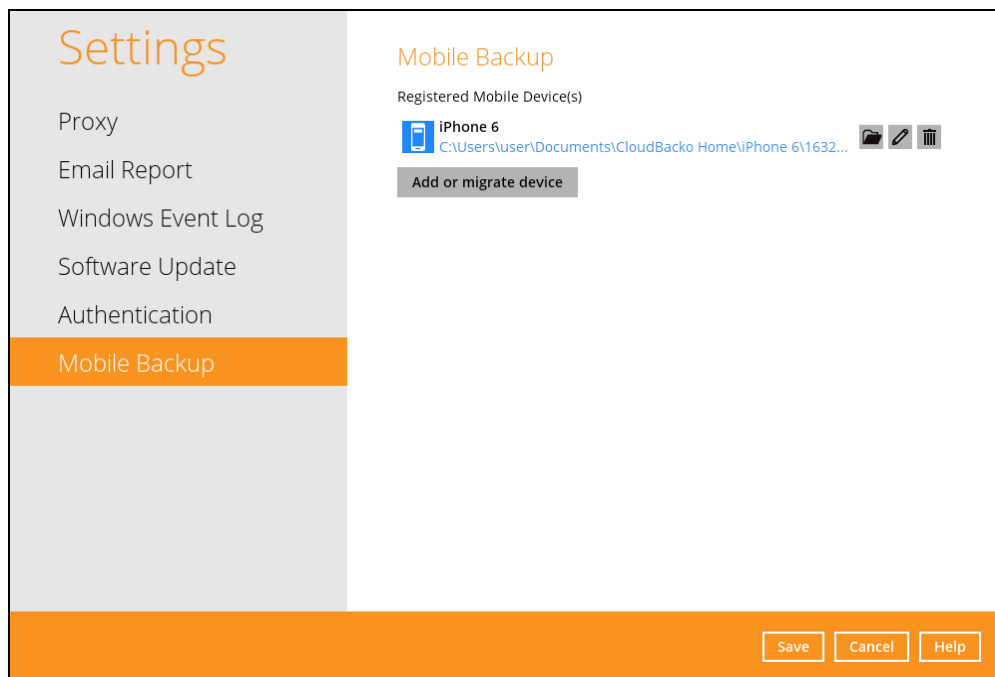 Settings
Proxy
Email Report
Windows Event Log
Software Update
Authentication
Mobile Backup
Mobile Backup
Registered Mobile Device(s)
iPhone 6
C:\Users\user\Documents\CloudBacko Home\iPhone 6\1632...
Add or migrate device
Save Cancel Help